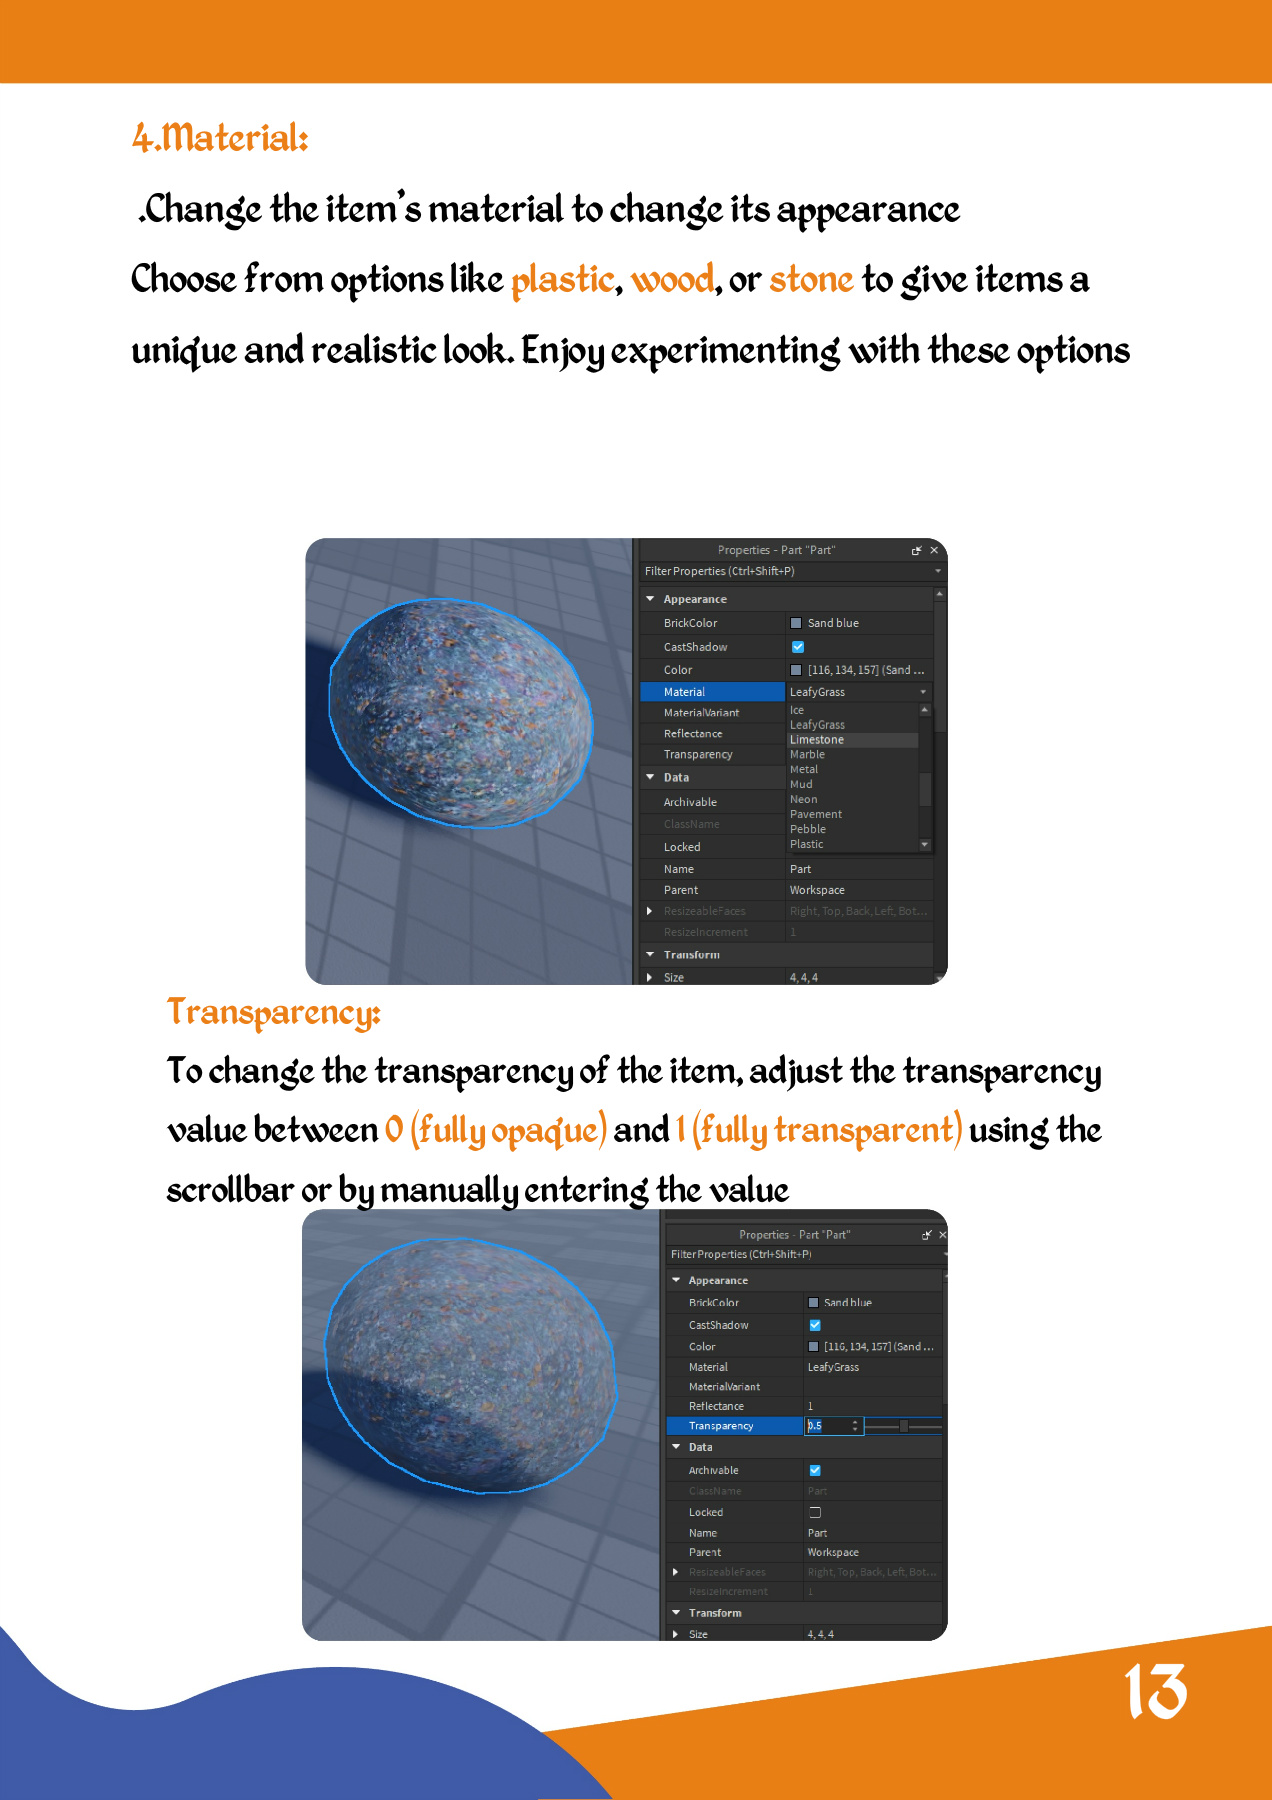 4.Material:
.Change the item's material to change its appearance
Choose from options like plastic, wood, or stone to give items a
unique and realistic look. Enjoy experimenting with these options
Properties - Part "Part"
Filter Properties (Ctrl+Shift+P)
Appearance
BrickColor Sand blue
CastShadow
Color [116, 134, 157] (Sand ...
Material LeafyGrass
Ice
MaterialVariant
LeafyGrass
Reflectance
Limestone
Transparency
Marble
Metal
Data
Mud
Archivable
Neon
Pavement
ClassName
Pebble
Locked
Plastic
Name Part
Parent Workspace
ResizeableFaces Right, Top, Back, Left, Bot...
ResizeIncrement 1
Transform
Size 4, 4, 4
Transparency:
To change the transparency of the item, adjust the transparency
value between 0 (fully opaque) and 1 (fully transparent) using the
scrollbar or by manually entering the value
Properties - Part "Part"
Filter Properties (Ctrl+Shift+P)
Appearance
BrickColor Sand blue
CastShadow
Color [116, 134, 157] (Sand ...
Material LeafyGrass
MaterialVariant
Reflectance 1
Transparency 0.5
Data
Archivable
ClassName Part
Locked
Name Part
Parent Workspace
ResizeableFaces Right, Top, Back, Left, Bot...
ResizeIncrement 1
Transform
Size 4, 4, 4
13